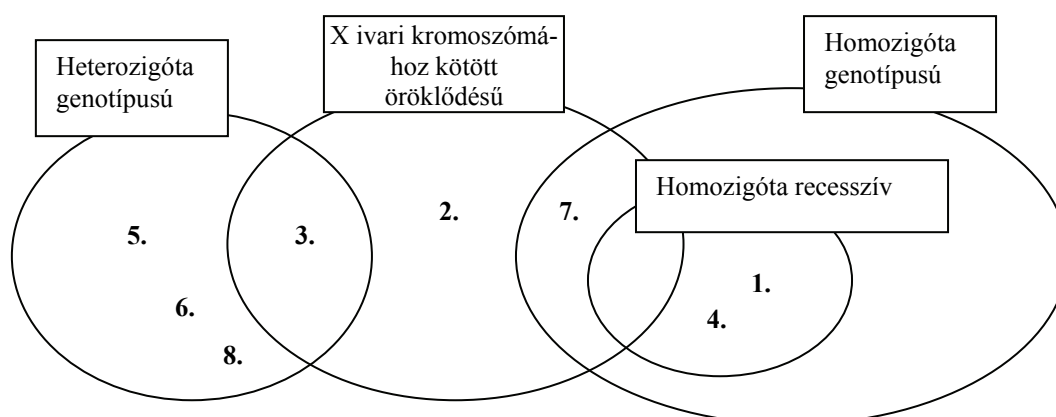 Heterozigóta
genotípusú
X ivari kromoszómá-
hoz kötött
öröklődésű
Homozigóta
genotípusú
Homozigóta recesszív
5.
3.
2.
7.
6.
1.
4.
8.